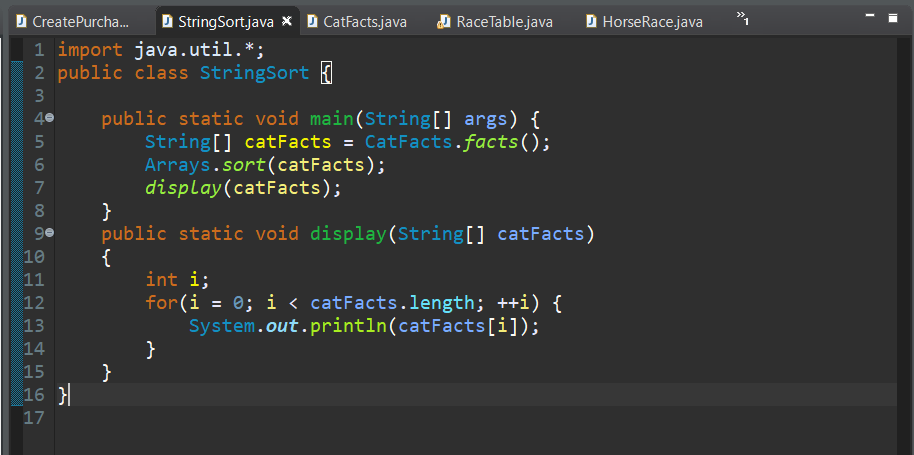 CreatePurcha... StringSort.java CatFacts.java RaceTable.java HorseRace.java »1
1 import java.util.*;
2 public class StringSort {
3
4 public static void main(String[] args) {
5 String[] catFacts = CatFacts.facts();
6 Arrays.sort(catFacts);
7 display(catFacts);
8 }
9 public static void display(String[] catFacts)
10 {
11 int i;
12 for(i = 0; i < catFacts.length; ++i) {
13 System.out.println(catFacts[i]);
14 }
15 }
16 }
17